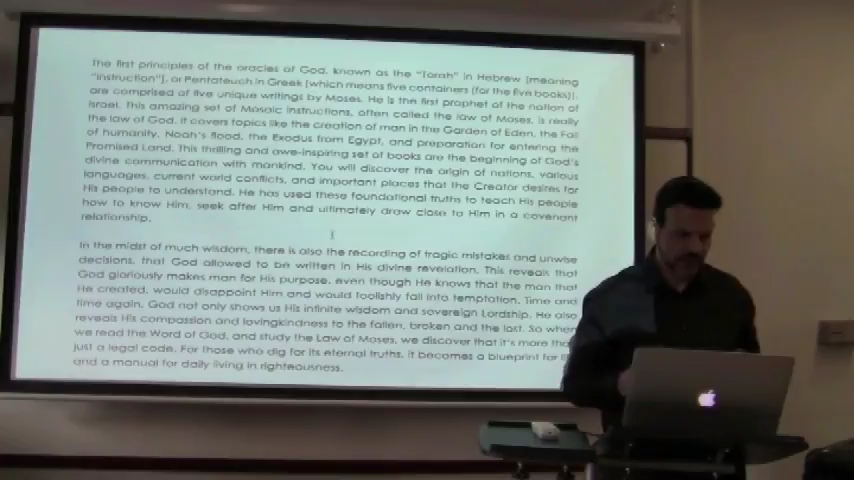 The first principles of the oracles of God, known as the "Torah" in Hebrew [meaning
"instruction"], or Pentateuch in Greek [which means five containers (for the five books)],
are comprised of five unique writings by Moses. He is the first prophet of the nation of
Israel. This amazing set of Mosaic instructions, often called the law of Moses, is really
the law of God. It covers topics like the creation of man in the Garden of Eden, the Fall
of humanity, Noah's flood, the Exodus from Egypt, and preparation for entering the
Promised Land. This thrilling and awe-inspiring set of books are the beginning of God's
divine communication with mankind. You will discover the origin of nations, various
languages, current world conflicts, and important places that the Creator desires for
His people to understand. He has used these foundational truths to teach His people
how to know Him, seek after Him and ultimately draw close to Him in a covenant
relationship.
In the midst of much wisdom, there is also the recording of tragic mistakes and unwise
decisions, that God allowed to be written in His divine revelation. This reveals that
God gloriously makes man for His purpose, even though He knows that the man that
He created, would disappoint Him and would foolishly fall into temptation. Time and
time again, God not only shows us His infinite wisdom and sovereign Lordship, He also
reveals His compassion and lovingkindness to the fallen, broken and the lost. So when
we read the Word of God, and study the Law of Moses, we discover that it's more tha
just a legal code. For those who dig for its eternal truths, it becomes a blueprint for
and a manual for daily living in righteousness.